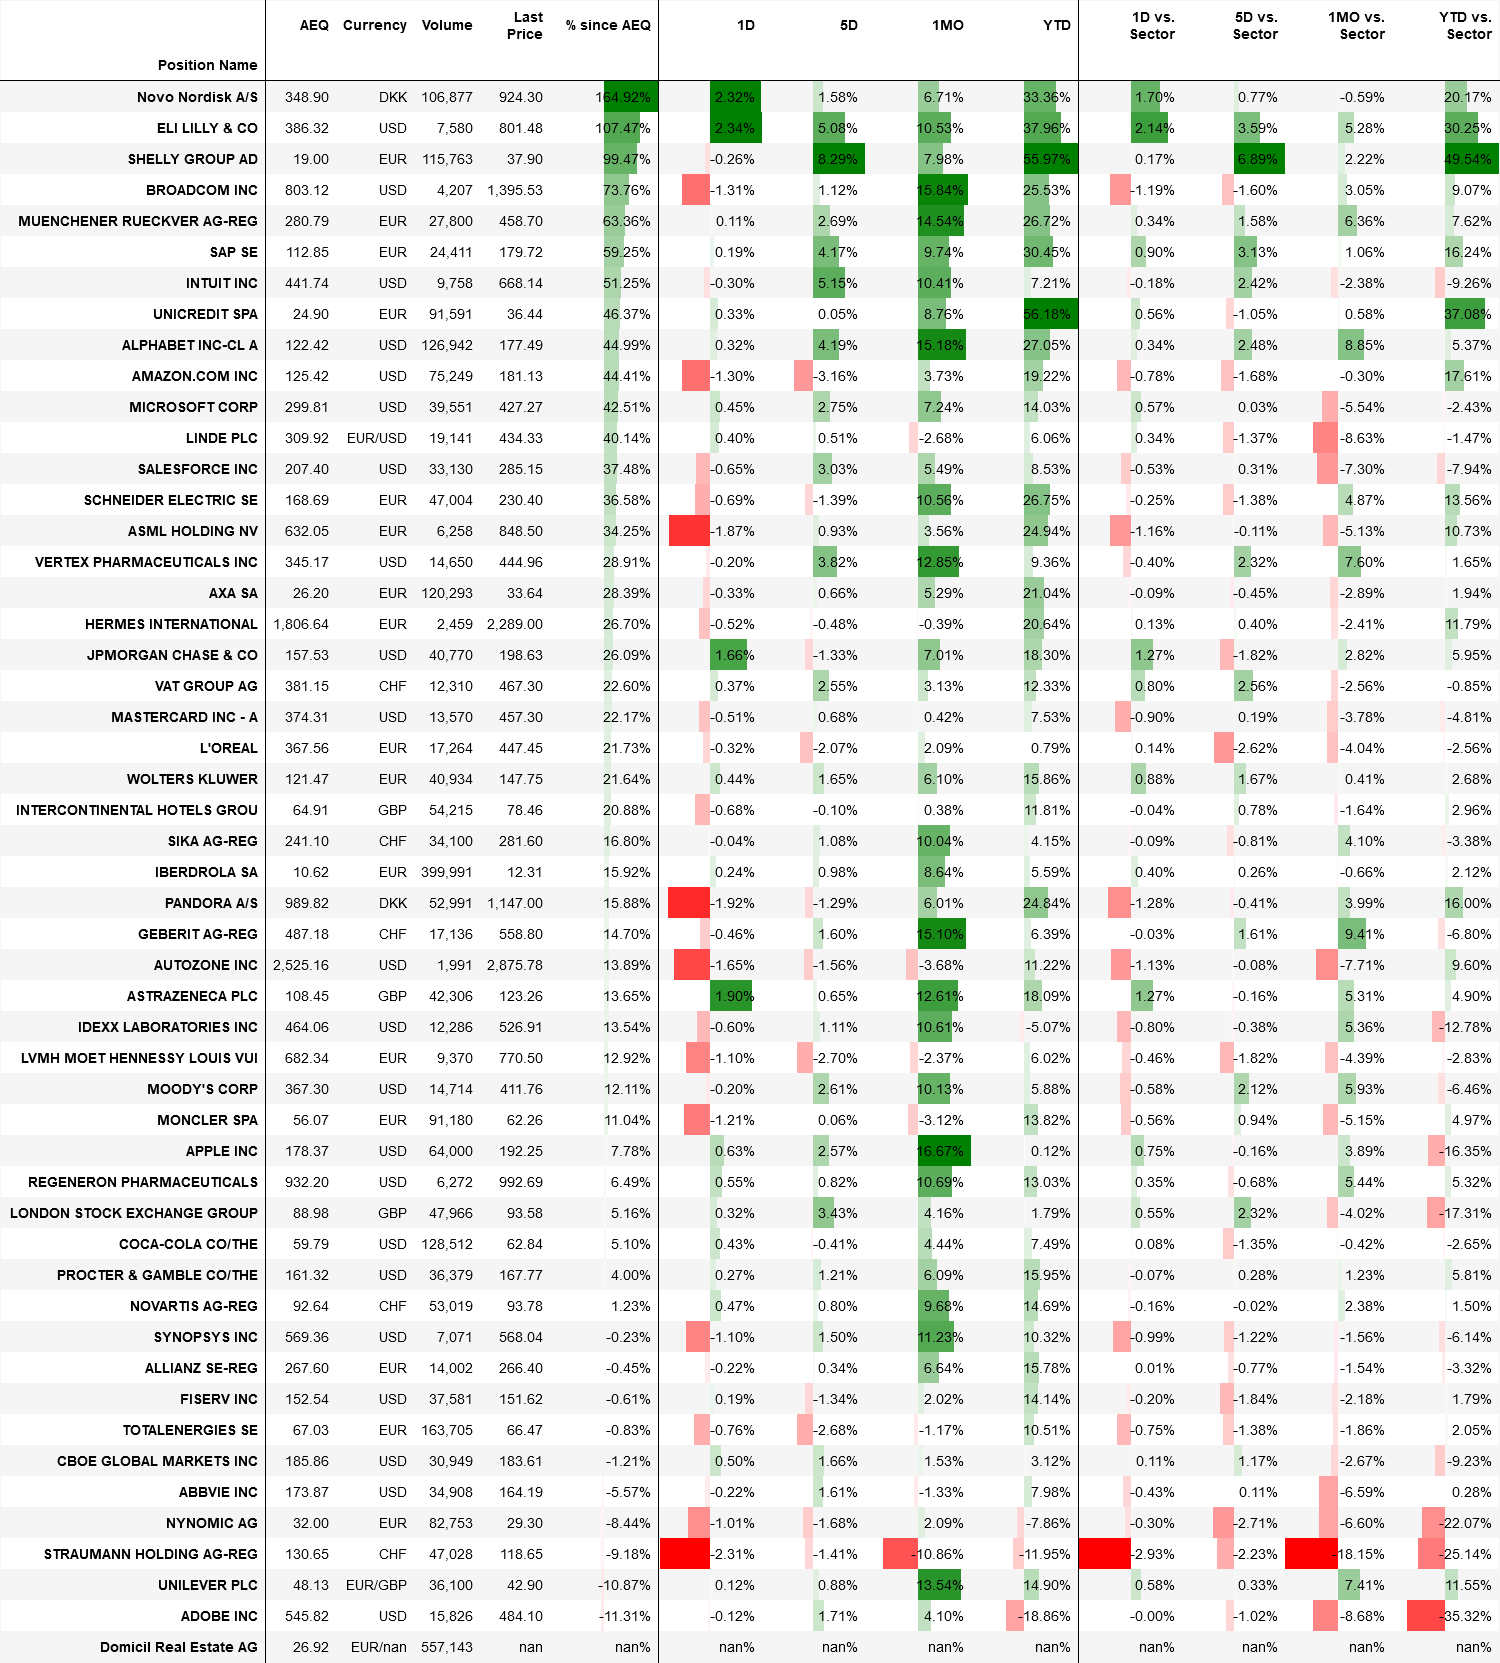 Position Name AEQ Currency Volume Last Price % since AEQ 1D 5D 1MO YTD 1D vs. Sector 5D vs. Sector 1MO vs. Sector YTD vs. Sector
Novo Nordisk A/S 348.90 DKK 106,877 924.30 164.92% 2.32% 1.58% 6.71% 33.36% 1.70% 0.77% -0.59% 20.17%
ELI LILLY & CO 386.32 USD 7,580 801.48 107.47% 2.34% 5.08% 10.53% 37.96% 2.14% 3.59% 5.28% 30.25%
SHELLY GROUP AD 19.00 EUR 115,763 37.90 99.47% -0.26% 8.29% 7.98% 55.97% 0.17% 6.89% 2.22% 49.54%
BROADCOM INC 803.12 USD 4,207 1,395.53 73.76% -1.31% 1.12% 15.84% 25.53% -1.19% -1.60% 3.05% 9.07%
MUENCHENER RUECKVER AG-REG 280.79 EUR 27,800 458.70 63.36% 0.11% 2.69% 14.54% 26.72% 0.34% 1.58% 6.36% 7.62%
SAP SE 112.85 EUR 24,411 179.72 59.25% 0.19% 4.17% 9.74% 30.45% 0.90% 3.13% 1.06% 16.24%
INTUIT INC 441.74 USD 9,758 668.14 51.25% -0.30% 5.15% 10.41% 7.21% -0.18% 2.42% -2.38% -9.26%
UNICREDIT SPA 24.90 EUR 91,591 36.44 46.37% 0.33% 0.05% 8.76% 56.18% 0.56% -1.05% 0.58% 37.08%
ALPHABET INC-CL A 122.42 USD 126,942 177.49 44.99% 0.32% 4.19% 15.18% 27.05% 0.34% 2.48% 8.85% 5.37%
AMAZON.COM INC 125.42 USD 75,249 181.13 44.41% -1.30% -3.16% 3.73% 19.22% -0.78% -1.68% -0.30% 17.61%
MICROSOFT CORP 299.81 USD 39,551 427.27 42.51% 0.45% 2.75% 7.24% 14.03% 0.57% 0.03% -5.54% -2.43%
LINDE PLC 309.92 EUR/USD 19,141 434.33 40.14% 0.40% 0.51% -2.68% 6.06% 0.34% -1.37% -8.63% -1.47%
SALESFORCE INC 207.40 USD 33,130 285.15 37.48% -0.65% 3.03% 5.49% 8.53% -0.53% 0.31% -7.30% -7.94%
SCHNEIDER ELECTRIC SE 168.69 EUR 47,004 230.40 36.58% -0.69% -1.39% 10.56% 26.75% -0.25% -1.38% 4.87% 13.56%
ASML HOLDING NV 632.05 EUR 6,258 848.50 34.25% -1.87% 0.93% 3.56% 24.94% -1.16% -0.11% -5.13% 10.73%
VERTEX PHARMACEUTICALS INC 345.17 USD 14,650 444.96 28.91% -0.20% 3.82% 12.85% 9.36% -0.40% 2.32% 7.60% 1.65%
AXA SA 26.20 EUR 120,293 33.64 28.39% -0.33% 0.66% 5.29% 21.04% -0.09% -0.45% -2.89% 1.94%
HERMES INTERNATIONAL 1,806.64 EUR 2,459 2,289.00 26.70% -0.52% -0.48% -0.39% 20.64% 0.13% 0.40% -2.41% 11.79%
JPMORGAN CHASE & CO 157.53 USD 40,770 198.63 26.09% 1.66% -1.33% 7.01% 18.30% 1.27% -1.82% 2.82% 5.95%
VAT GROUP AG 381.15 CHF 12,310 467.30 22.60% 0.37% 2.55% 3.13% 12.33% 0.80% 2.56% -2.56% -0.85%
MASTERCARD INC - A 374.31 USD 13,570 457.30 22.17% -0.51% 0.68% 0.42% 7.53% -0.90% 0.19% -3.78% -4.81%
L'OREAL 367.56 EUR 17,264 447.45 21.73% -0.32% -2.07% 2.09% 0.79% 0.14% -2.62% -4.04% -2.56%
WOLTERS KLUWER 121.47 EUR 40,934 147.75 21.64% 0.44% 1.65% 6.10% 15.86% 0.88% 1.67% 0.41% 2.68%
INTERCONTINENTAL HOTELS GROU 64.91 GBP 54,215 78.46 20.88% -0.68% -0.10% 0.38% 11.81% -0.04% 0.78% -1.64% 2.96%
SIKA AG-REG 241.10 CHF 34,100 281.60 16.80% -0.04% 1.08% 10.04% 4.15% -0.09% -0.81% 4.10% -3.38%
IBERDROLA SA 10.62 EUR 399,991 12.31 15.92% 0.24% 0.98% 8.64% 5.59% 0.40% 0.26% -0.66% 2.12%
PANDORA A/S 989.82 DKK 52,991 1,147.00 15.88% -1.92% -1.29% 6.01% 24.84% -1.28% -0.41% 3.99% 16.00%
GEBERIT AG-REG 487.18 CHF 17,136 558.80 14.70% -0.46% 1.60% 15.10% 6.39% -0.03% 1.61% 9.41% -6.80%
AUTOZONE INC 2,525.16 USD 1,991 2,875.78 13.89% -1.65% -1.56% -3.68% 11.22% -1.13% -0.08% -7.71% 9.60%
ASTRAZENECA PLC 108.45 GBP 42,306 123.26 13.65% 1.90% 0.65% 12.61% 18.09% 1.27% -0.16% 5.31% 4.90%
IDEXX LABORATORIES INC 464.06 USD 12,286 526.91 13.54% -0.60% 1.11% 10.61% -5.07% -0.80% -0.38% 5.36% -12.78%
LVMH MOET HENNESSY LOUIS VUI 682.34 EUR 9,370 770.50 12.92% -1.10% -2.70% -2.37% 6.02% -0.46% -1.82% -4.39% -2.83%
MOODY'S CORP 367.30 USD 14,714 411.76 12.11% -0.20% 2.61% 10.13% 5.88% -0.58% 2.12% 5.93% -6.46%
MONCLER SPA 56.07 EUR 91,180 62.26 11.04% -1.21% 0.06% -3.12% 13.82% -0.56% 0.94% -5.15% 4.97%
APPLE INC 178.37 USD 64,000 192.25 7.78% 0.63% 2.57% 16.67% 0.12% 0.75% -0.16% 3.89% -16.35%
REGENERON PHARMACEUTICALS 932.20 USD 6,272 992.69 6.49% 0.55% 0.82% 10.69% 13.03% 0.35% -0.68% 5.44% 5.32%
LONDON STOCK EXCHANGE GROUP 88.98 GBP 47,966 93.58 5.16% 0.32% 3.43% 4.16% 1.79% 0.55% 2.32% -4.02% -17.31%
COCA-COLA CO/THE 59.79 USD 128,512 62.84 5.10% 0.43% -0.41% 4.44% 7.49% 0.08% -1.35% -0.42% -2.65%
PROCTER & GAMBLE CO/THE 161.32 USD 36,379 167.77 4.00% 0.27% 1.21% 6.09% 15.95% -0.07% 0.28% 1.23% 5.81%
NOVARTIS AG-REG 92.64 CHF 53,019 93.78 1.23% 0.47% 0.80% 9.68% 14.69% -0.16% -0.02% 2.38% 1.50%
SYNOPSYS INC 569.36 USD 7,071 568.04 -0.23% -1.10% 1.50% 11.23% 10.32% -0.99% -1.22% -1.56% -6.14%
ALLIANZ SE-REG 267.60 EUR 14,002 266.40 -0.45% -0.22% 0.34% 6.64% 15.78% 0.01% -0.77% -1.54% -3.32%
FISERV INC 152.54 USD 37,581 151.62 -0.61% 0.19% -1.34% 2.02% 14.14% -0.20% -1.84% -2.18% 1.79%
TOTALENERGIES SE 67.03 EUR 163,705 66.47 -0.83% -0.76% -2.68% -1.17% 10.51% -0.75% -1.38% -1.86% 2.05%
CBOE GLOBAL MARKETS INC 185.86 USD 30,949 183.61 -1.21% 0.50% 1.66% 1.53% 3.12% 0.11% 1.17% -2.67% -9.23%
ABBVIE INC 173.87 USD 34,908 164.19 -5.57% -0.22% 1.61% -1.33% 7.98% -0.43% 0.11% -6.59% 0.28%
NYNOMIC AG 32.00 EUR 82,753 29.30 -8.44% -1.01% -1.68% 2.09% -7.86% -0.30% -2.71% -6.60% -22.07%
STRAUMANN HOLDING AG-REG 130.65 CHF 47,028 118.65 -9.18% -2.31% -1.41% -10.86% -11.95% -2.93% -2.23% -18.15% -25.14%
UNILEVER PLC 48.13 EUR/GBP 36,100 42.90 -10.87% 0.12% 0.88% 13.54% 14.90% 0.58% 0.33% 7.41% 11.55%
ADOBE INC 545.82 USD 15,826 484.10 -11.31% -0.12% 1.71% 4.10% -18.86% -0.00% -1.02% -8.68% -35.32%
Domicil Real Estate AG 26.92 EUR/nan 557,143 nan nan% nan% nan% nan% nan% nan% nan% nan% nan%